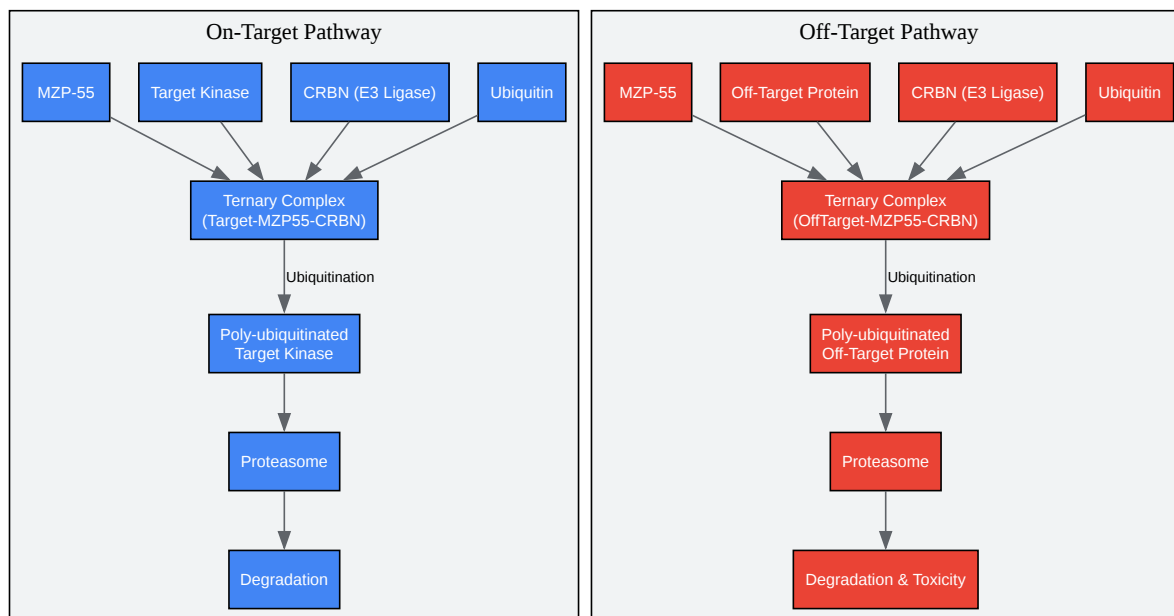 On-Target Pathway
MZP-55
Target Kinase
CRBN (E3 Ligase)
Ubiquitin
Ternary Complex
(Target-MZP55-CRBN)
Ubiquitination
Poly-ubiquitinated
Target Kinase
Proteasome
Degradation
Off-Target Pathway
MZP-55
Off-Target Protein
CRBN (E3 Ligase)
Ubiquitin
Ternary Complex
(OffTarget-MZP55-CRBN)
Ubiquitination
Poly-ubiquitinated
Off-Target Protein
Proteasome
Degradation & Toxicity